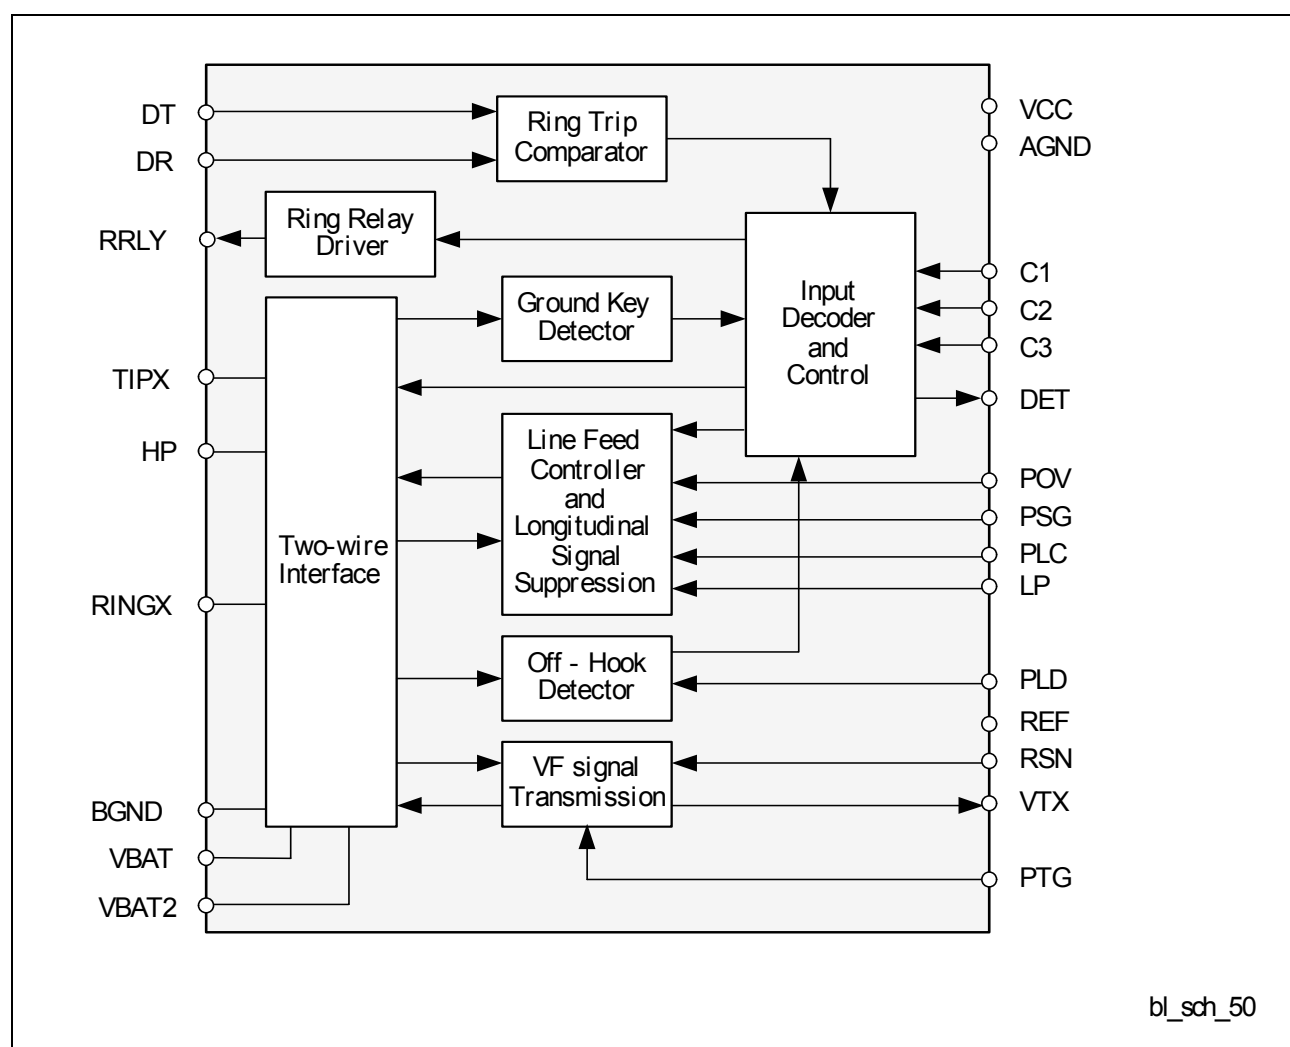 DT
DR
RRLY
TIPX
HP
RINGX
BGND
VBAT
VBAT2
Ring Trip
Comparator
Ring Relay
Driver
Ground Key
Detector
Two-wire
Interface
Line Feed
Controller
and
Longitudinal
Signal
Suppression
Off - Hook
Detector
VF signal
Transmission
Input
Decoder
and
Control
VCC
AGND
C1
C2
C3
DET
POV
PSG
PLC
LP
PLD
REF
RSN
VTX
PTG
bl_sch_50